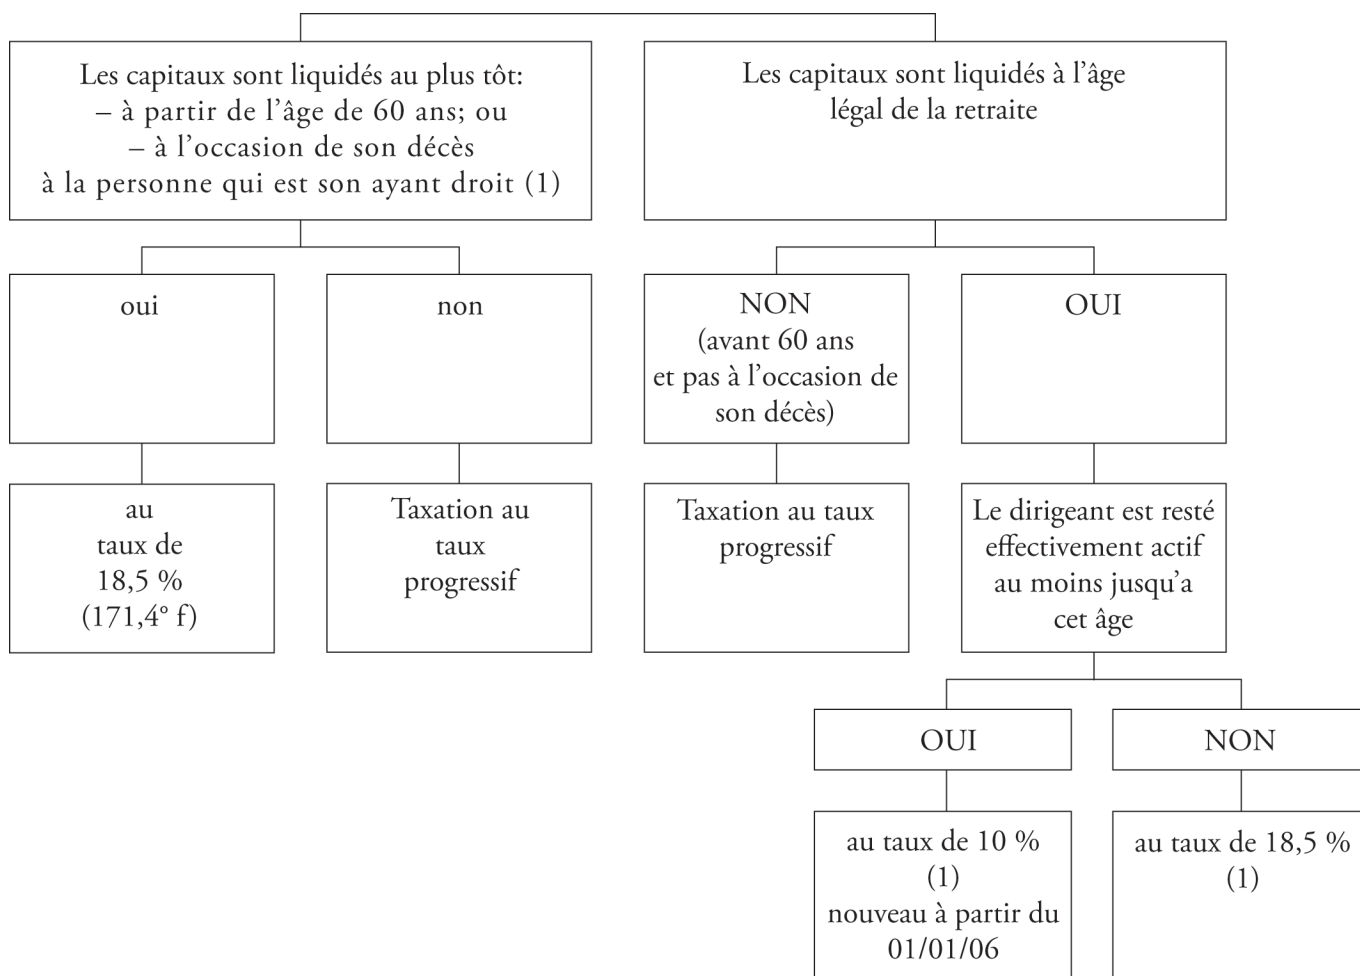 Les capitaux sont liquidés au plus tôt:
– à partir de l’âge de 60 ans; ou
– à l’occasion de son décès
à la personne qui est son ayant droit (1)
Les capitaux sont liquidés à l’âge
légal de la retraite
oui
non
NON
(avant 60 ans
et pas à l’occasion de
son décès)
OUI
au
taux de
18,5 %
(171,4° f)
Taxation au
taux
progressif
Taxation au taux
progressif
Le dirigeant est resté
effectivement actif
au moins jusqu’a
cet âge
OUI
NON
au taux de 10 %
(1)
nouveau à partir du
01/01/06
au taux de 18,5 %
(1)